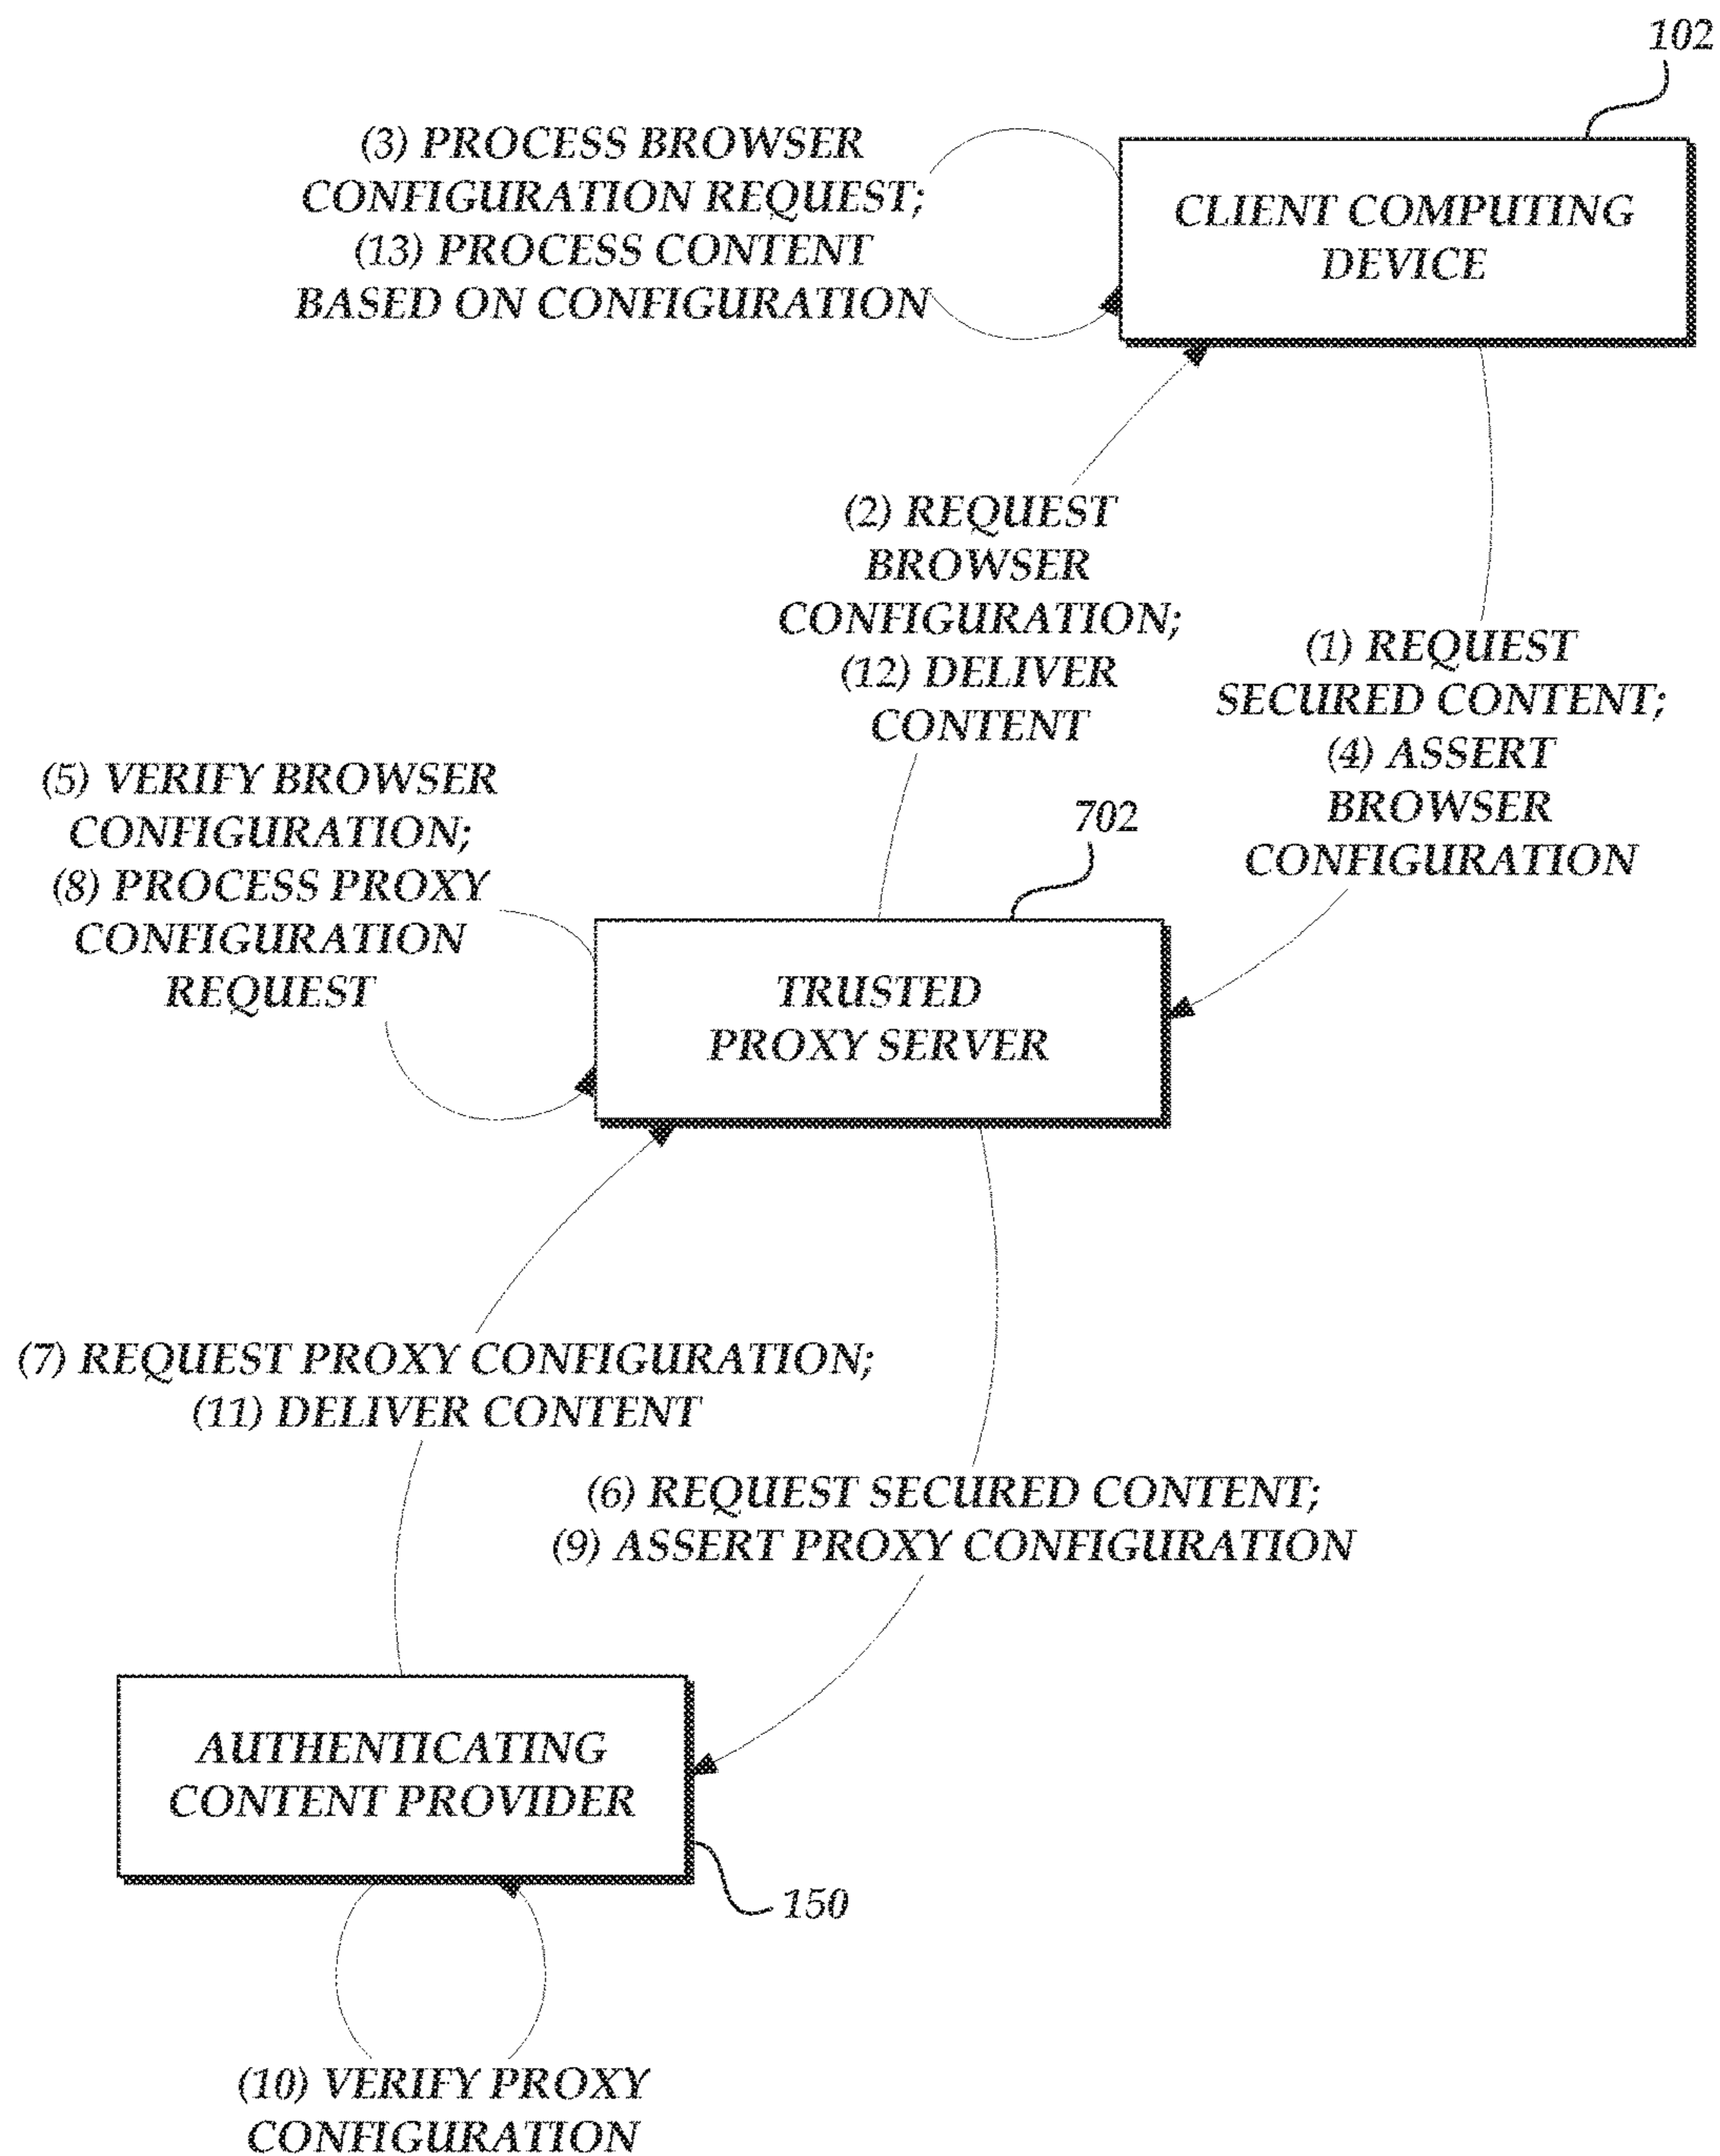 102
(3) PROCESS BROWSER
CONFIGURATION REQUEST;
(13) PROCESS CONTENT
BASED ON CONFIGURATION
CLIENT COMPUTING
DEVICE
(2) REQUEST
BROWSER
CONFIGURATION;
(12) DELIVER
CONTENT
(1) REQUEST
SECURED CONTENT;
(4) ASSERT
BROWSER
CONFIGURATION
(5) VERIFY BROWSER
CONFIGURATION;
(8) PROCESS PROXY
CONFIGURATION
REQUEST
702
TRUSTED
PROXY SERVER
(7) REQUEST PROXY CONFIGURATION;
(11) DELIVER CONTENT
(6) REQUEST SECURED CONTENT;
(9) ASSERT PROXY CONFIGURATION
AUTHENTICATING
CONTENT PROVIDER
150
(10) VERIFY PROXY
CONFIGURATION